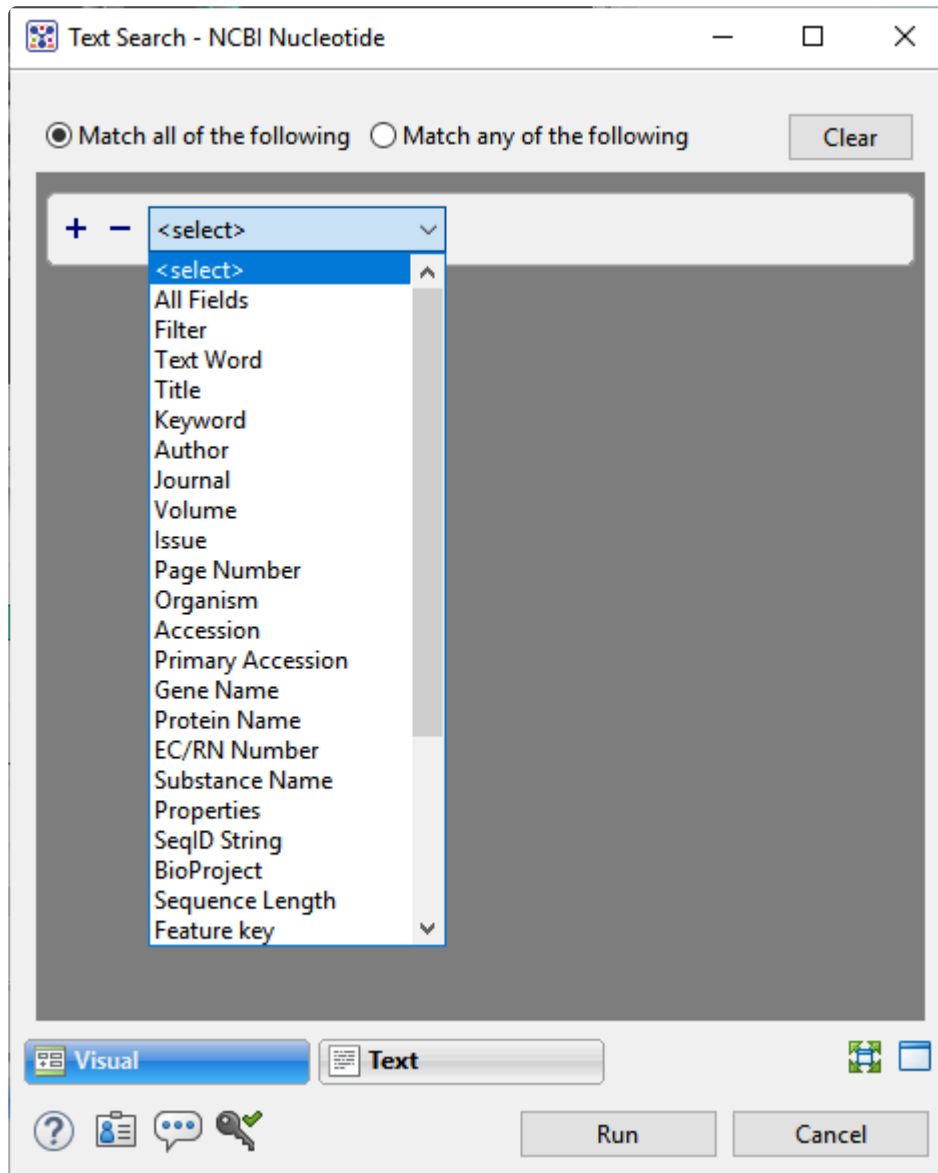 Text Search - NCBI Nucleotide
Match all of the following Match any of the following Clear
+ - <select>
<select>
All Fields
Filter
Text Word
Title
Keyword
Author
Journal
Volume
Issue
Page Number
Organism
Accession
Primary Accession
Gene Name
Protein Name
EC/RN Number
Substance Name
Properties
SeqID String
BioProject
Sequence Length
Feature key
Visual Text
? Run Cancel